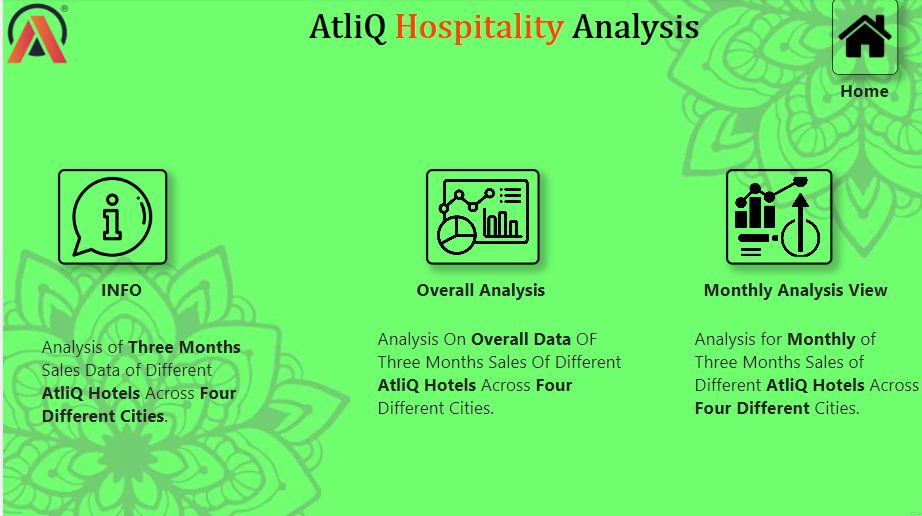 ®
AtliQ Hospitality Analysis
Home
INFO
Analysis of Three Months
Sales Data of Different
AtliQ Hotels Across Four
Different Cities.
Overall Analysis
Analysis On Overall Data OF
Three Months Sales Of Different
AtliQ Hotels Across Four
Different Cities.
Monthly Analysis View
Analysis for Monthly of
Three Months Sales of
Different AtliQ Hotels Across
Four Different Cities.